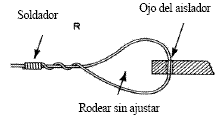 Ojo del aislador
Soldador
R
Rodear sin ajustar